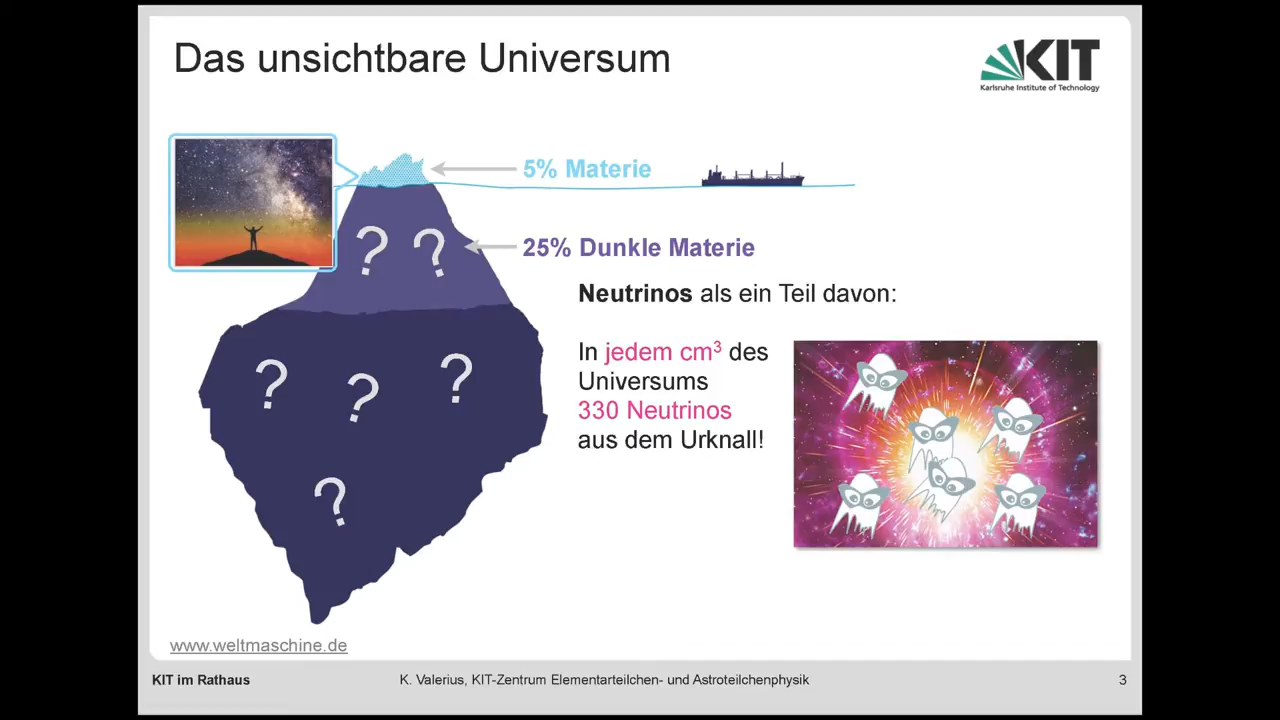 Das unsichtbare Universum
KIT
Karlsruhe Institute of Technology
5% Materie
? ?
25% Dunkle Materie
Neutrinos als ein Teil davon:
In jedem cm³ des
Universums
330 Neutrinos
aus dem Urknall!
? ? ?
?
www.weltmaschine.de
KIT im Rathaus
K. Valerius, KIT-Zentrum Elementarteilchen- und Astroteilchenphysik
3